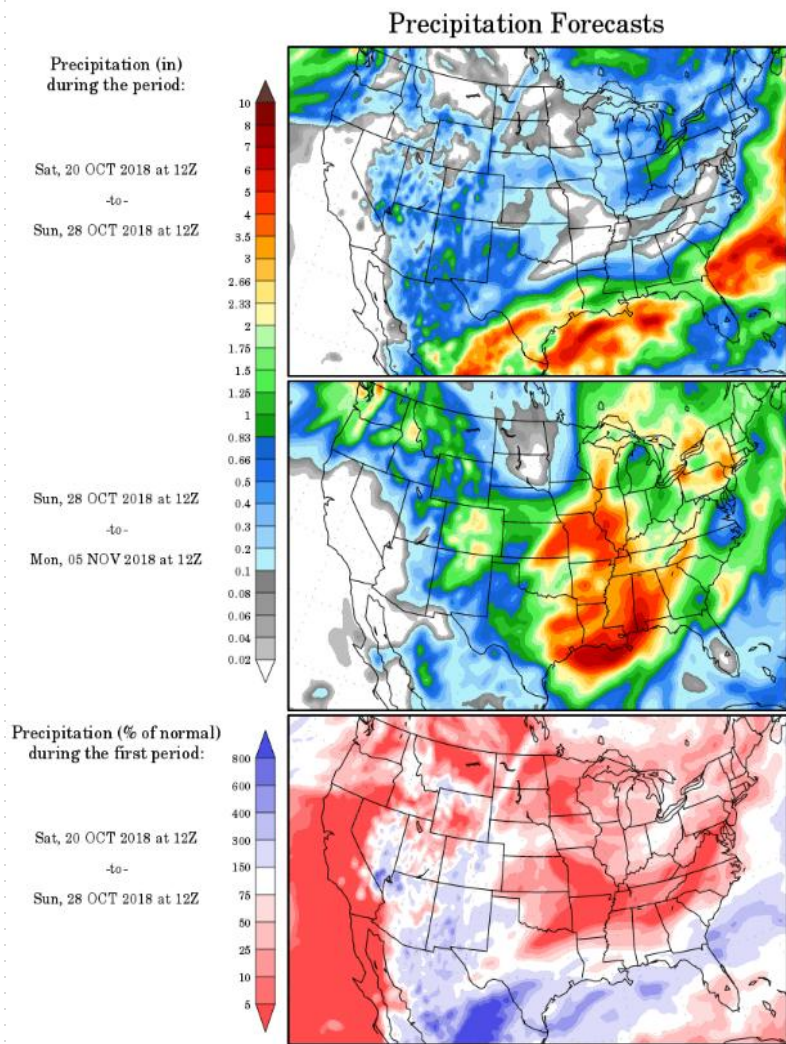 Precipitation Forecasts
Precipitation (in)
during the period:
Sat, 20 OCT 2018 at 12Z
-to-
Sun, 28 OCT 2018 at 12Z
10
8
7
6
5
4
3.5
3
2.66
2.33
2
1.75
1.5
1.25
1
0.83
0.66
0.5
0.4
0.3
0.2
0.1
0.08
0.06
0.04
0.02
Sun, 28 OCT 2018 at 12Z
-to-
Mon, 05 NOV 2018 at 12Z
Precipitation (% of normal)
during the first period:
Sat, 20 OCT 2018 at 12Z
-to-
Sun, 28 OCT 2018 at 12Z
800
600
400
300
150
75
50
25
10
5